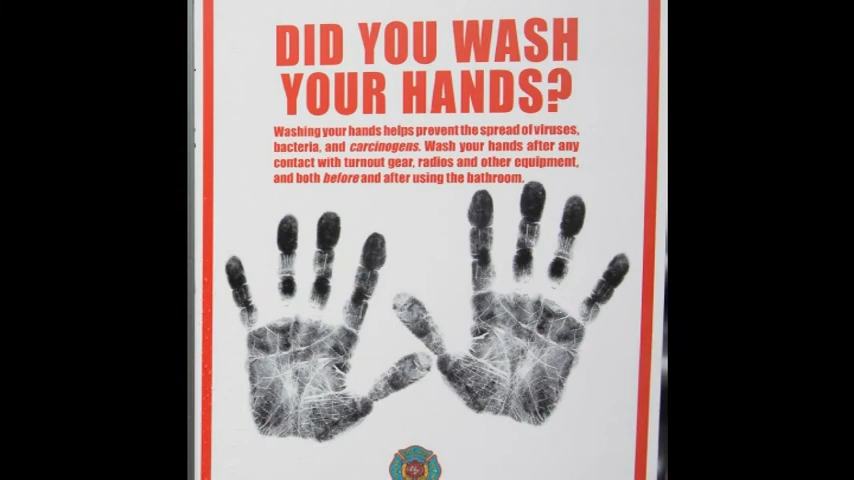 DID YOU WASH
YOUR HANDS?
Washing your hands helps prevent the spread of viruses,
bacteria, and carcinogens. Wash your hands after any
contact with turnout gear, radios and other equipment,
and both before and after using the bathroom.